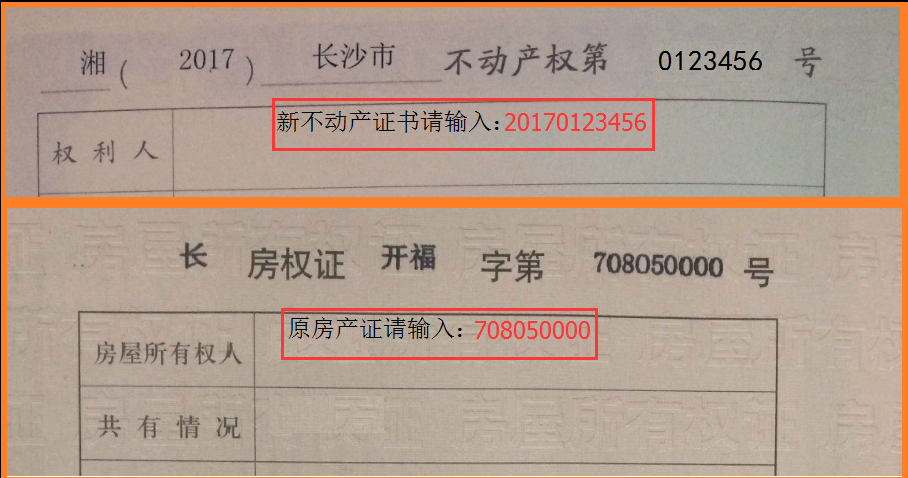 湘（2017）长沙市 不动产权第 0123456 号
新不动产证书请输入：20170123456
权利人
长 房权证 开福 字第 708050000 号
原房产证请输入：708050000
房屋所有权人
共有情况